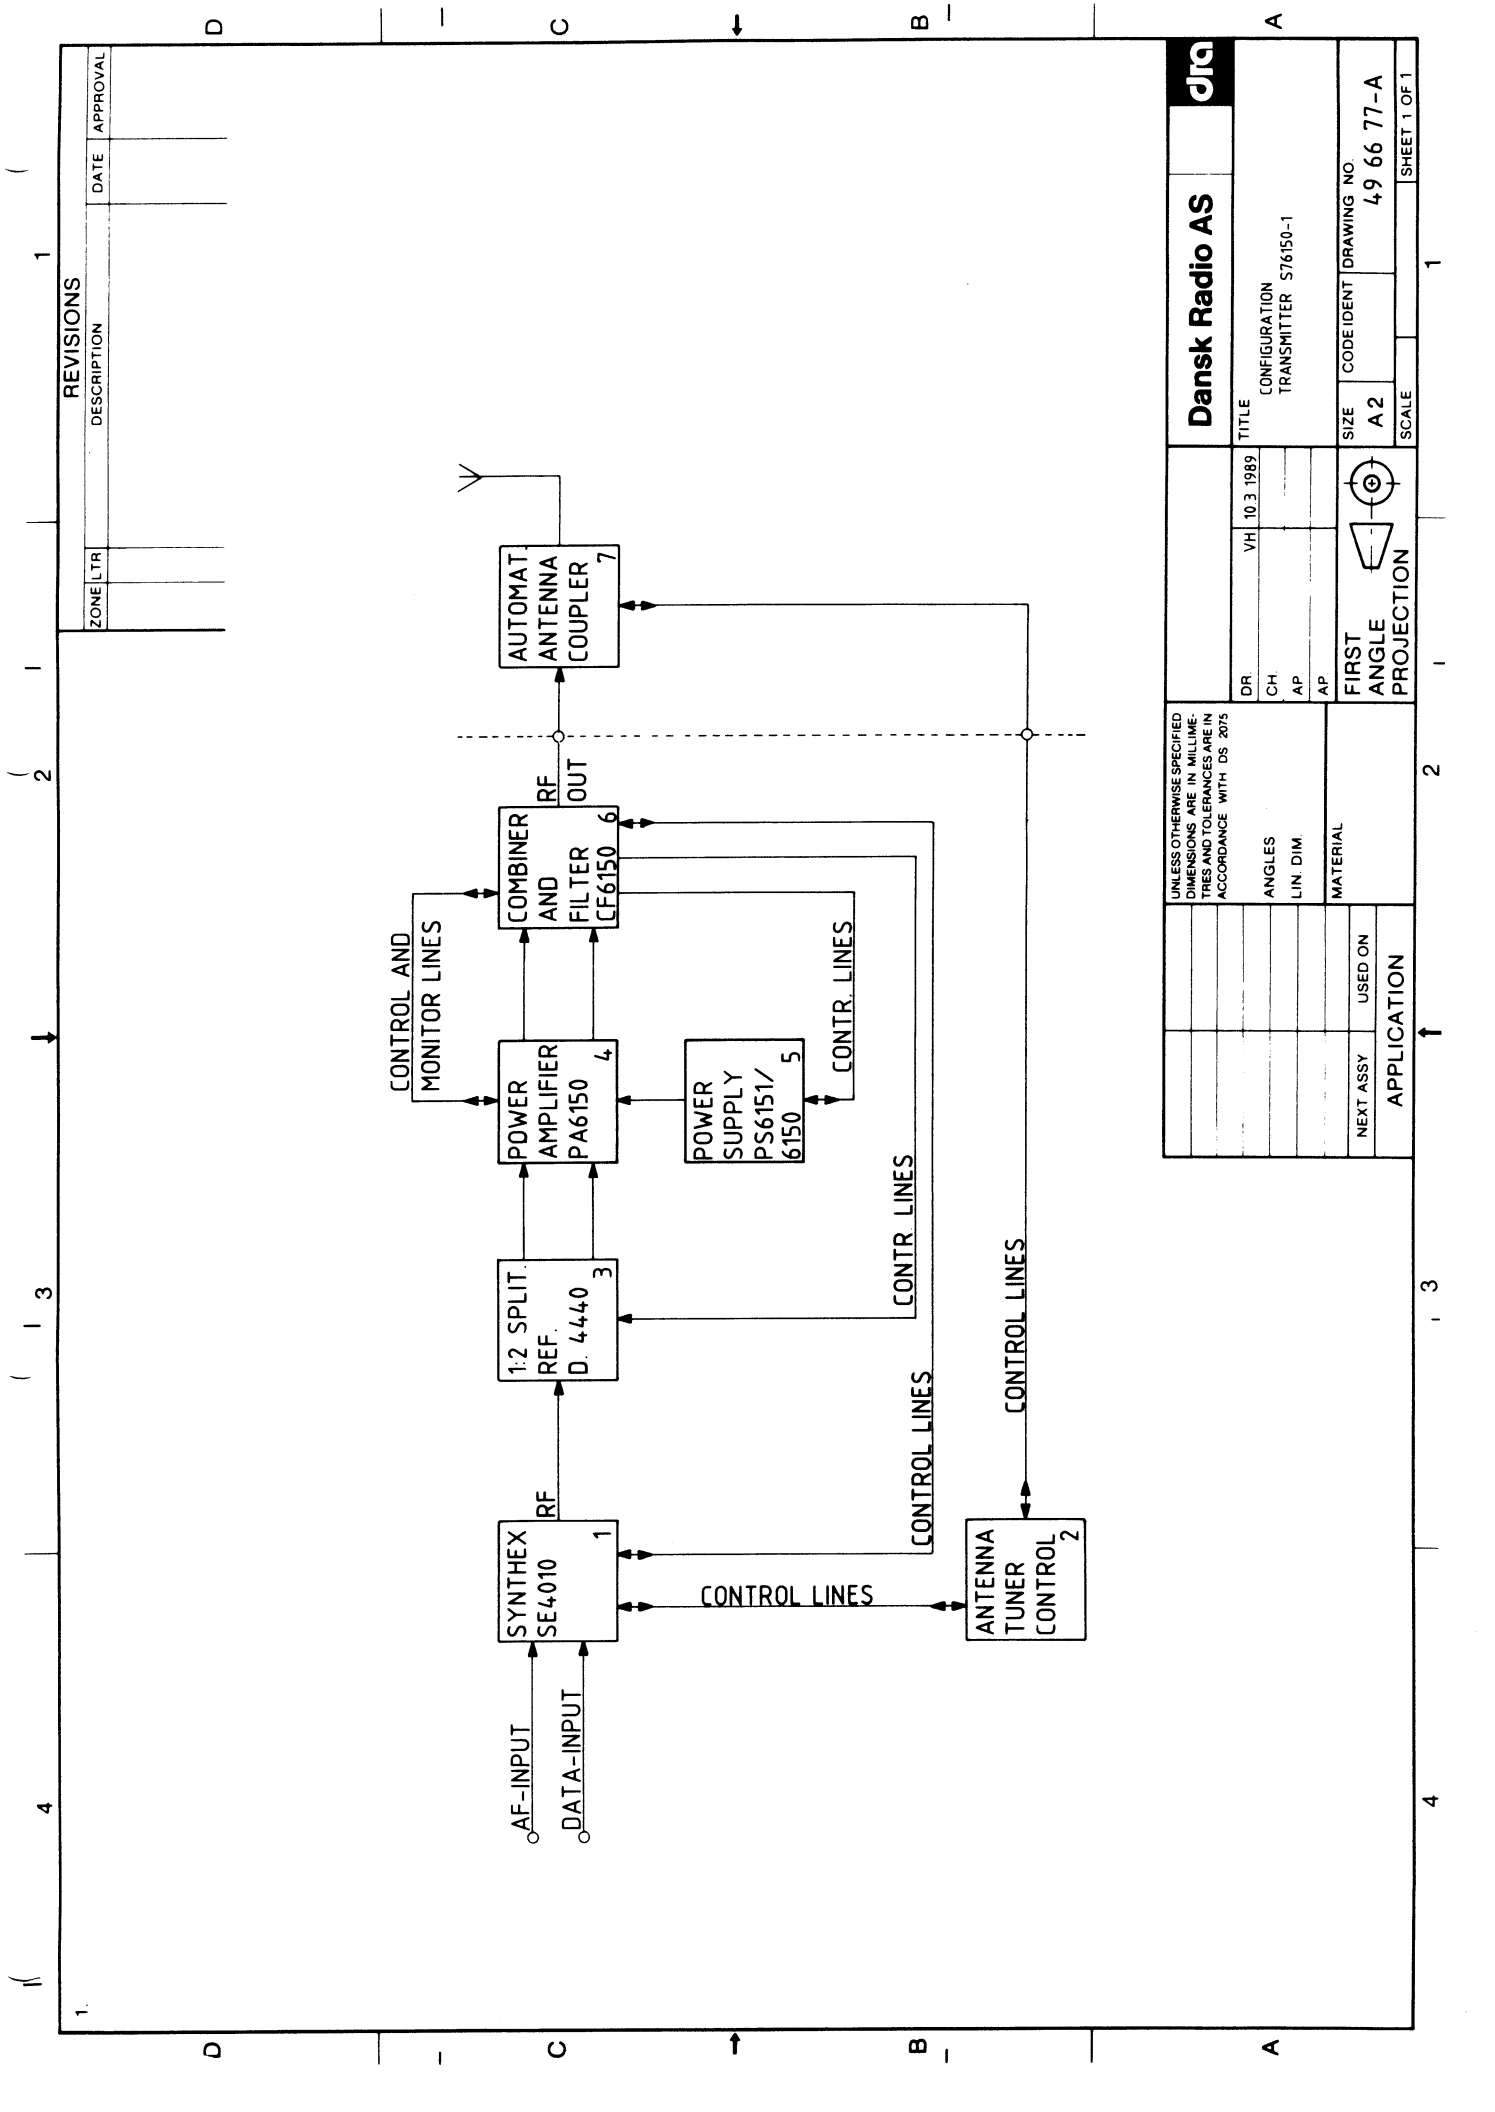 1.
D
C
B
A
4
3
2
1
REVISIONS
ZONE LTR DESCRIPTION DATE APPROVAL
CONTROL AND
MONITOR LINES
AF-INPUT
DATA-INPUT
SYNTHEX
SE4010
1
RF
1:2 SPLIT.
REF.
D. 4440
3
POWER
AMPLIFIER
PA6150
4
COMBINER
AND
FILTER
CF6150
6
RF
OUT
AUTOMAT.
ANTENNA
COUPLER
7
POWER
SUPPLY
PS6151/
6150
5
CONTR. LINES
CONTR. LINES
CONTROL LINES
CONTROL LINES
CONTROL LINES
ANTENNA
TUNER
CONTROL
2
NEXT ASSY USED ON
APPLICATION
UNLESS OTHERWISE SPECIFIED
DIMENSIONS ARE IN MILLIME-
TRES AND TOLERANCES ARE IN
ACCORDANCE WITH DS 2075
ANGLES
LIN. DIM.
MATERIAL
DR. VH 10.3 1989
CH.
AP.
AP.
FIRST
ANGLE
PROJECTION
Dansk Radio AS
dra
TITLE
CONFIGURATION
TRANSMITTER S76150-1
SIZE
A2
CODE IDENT
DRAWING NO.
49 66 77-A
SCALE
SHEET 1 OF 1
D
C
B
A
4
3
2
1